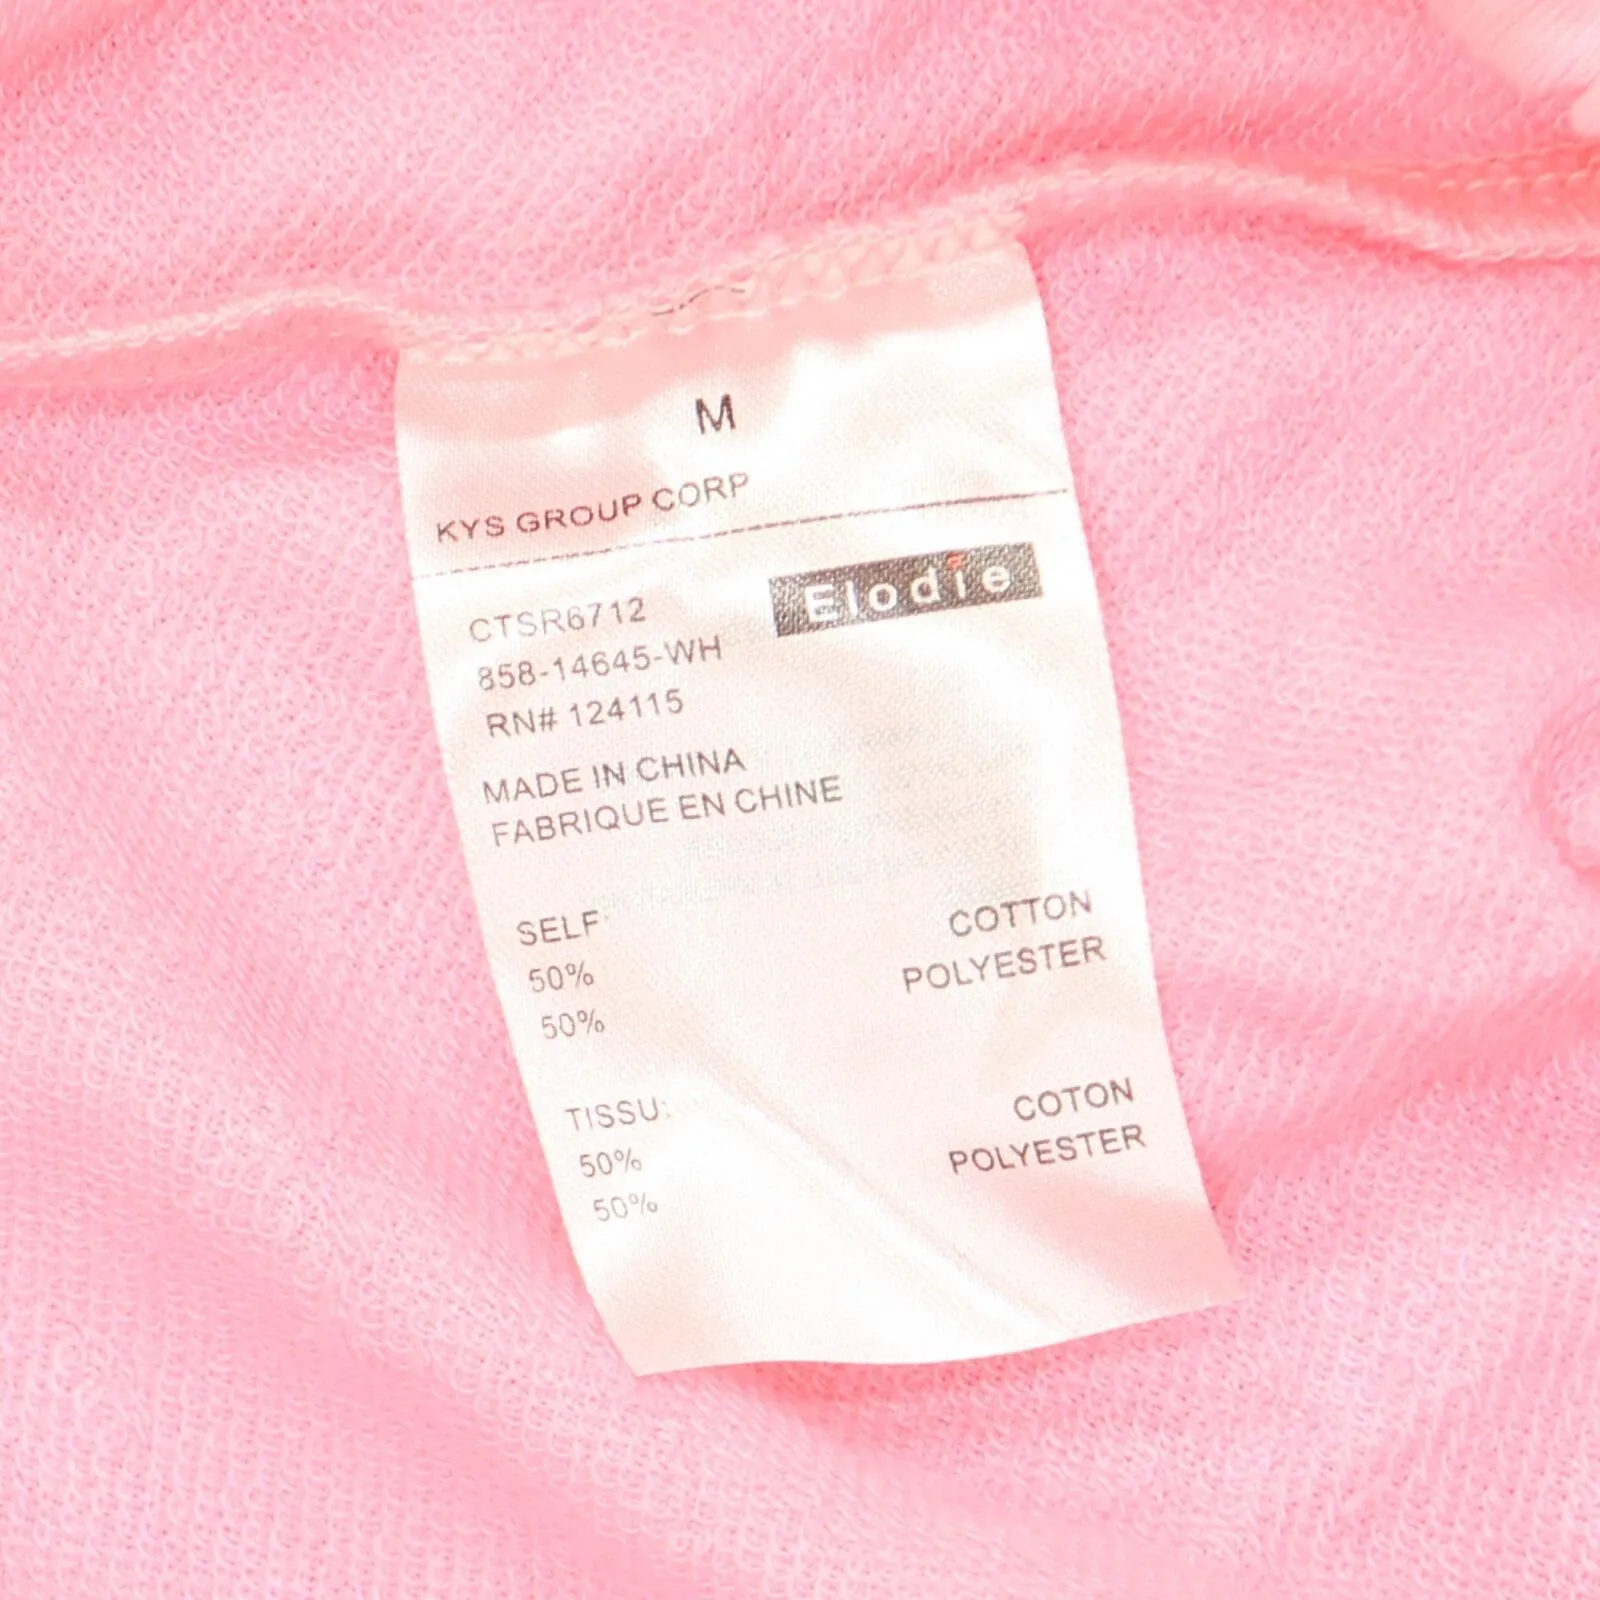 M
KYS GROUP CORP
Elodie
CTSR6712
858-14645-WH
RN# 124115
MADE IN CHINA
FABRIQUE EN CHINE
SELF:
50% COTTON
50% POLYESTER
TISSU:
50% COTON
50% POLYESTER